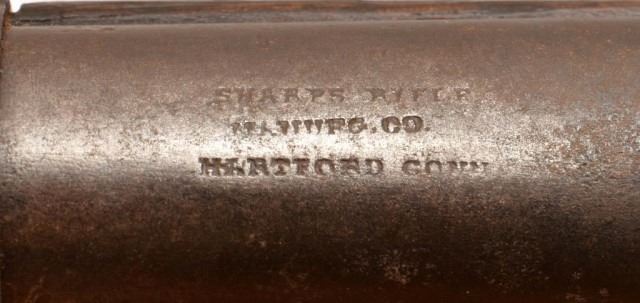 SHARPS RIFLE
MANUFG. CO.
HARTFORD CONN